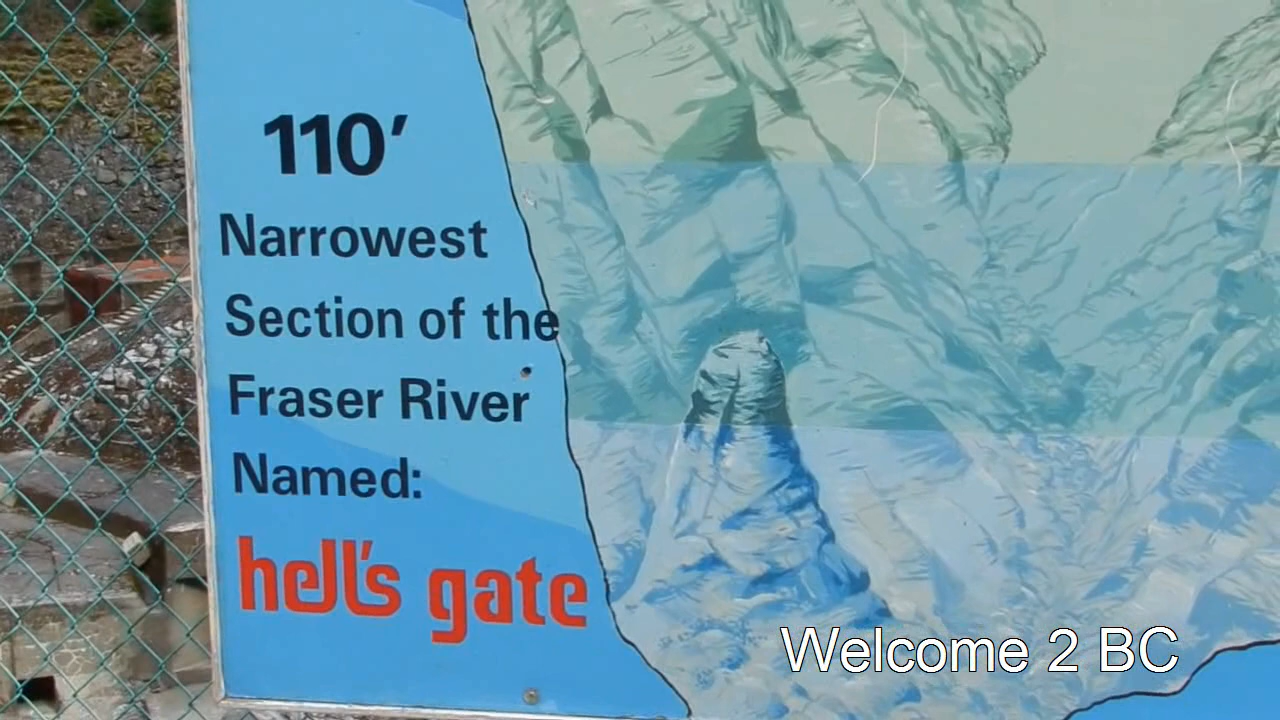 110’
Narrowest
Section of the
Fraser River
Named:
hell's gate
Welcome 2 BC